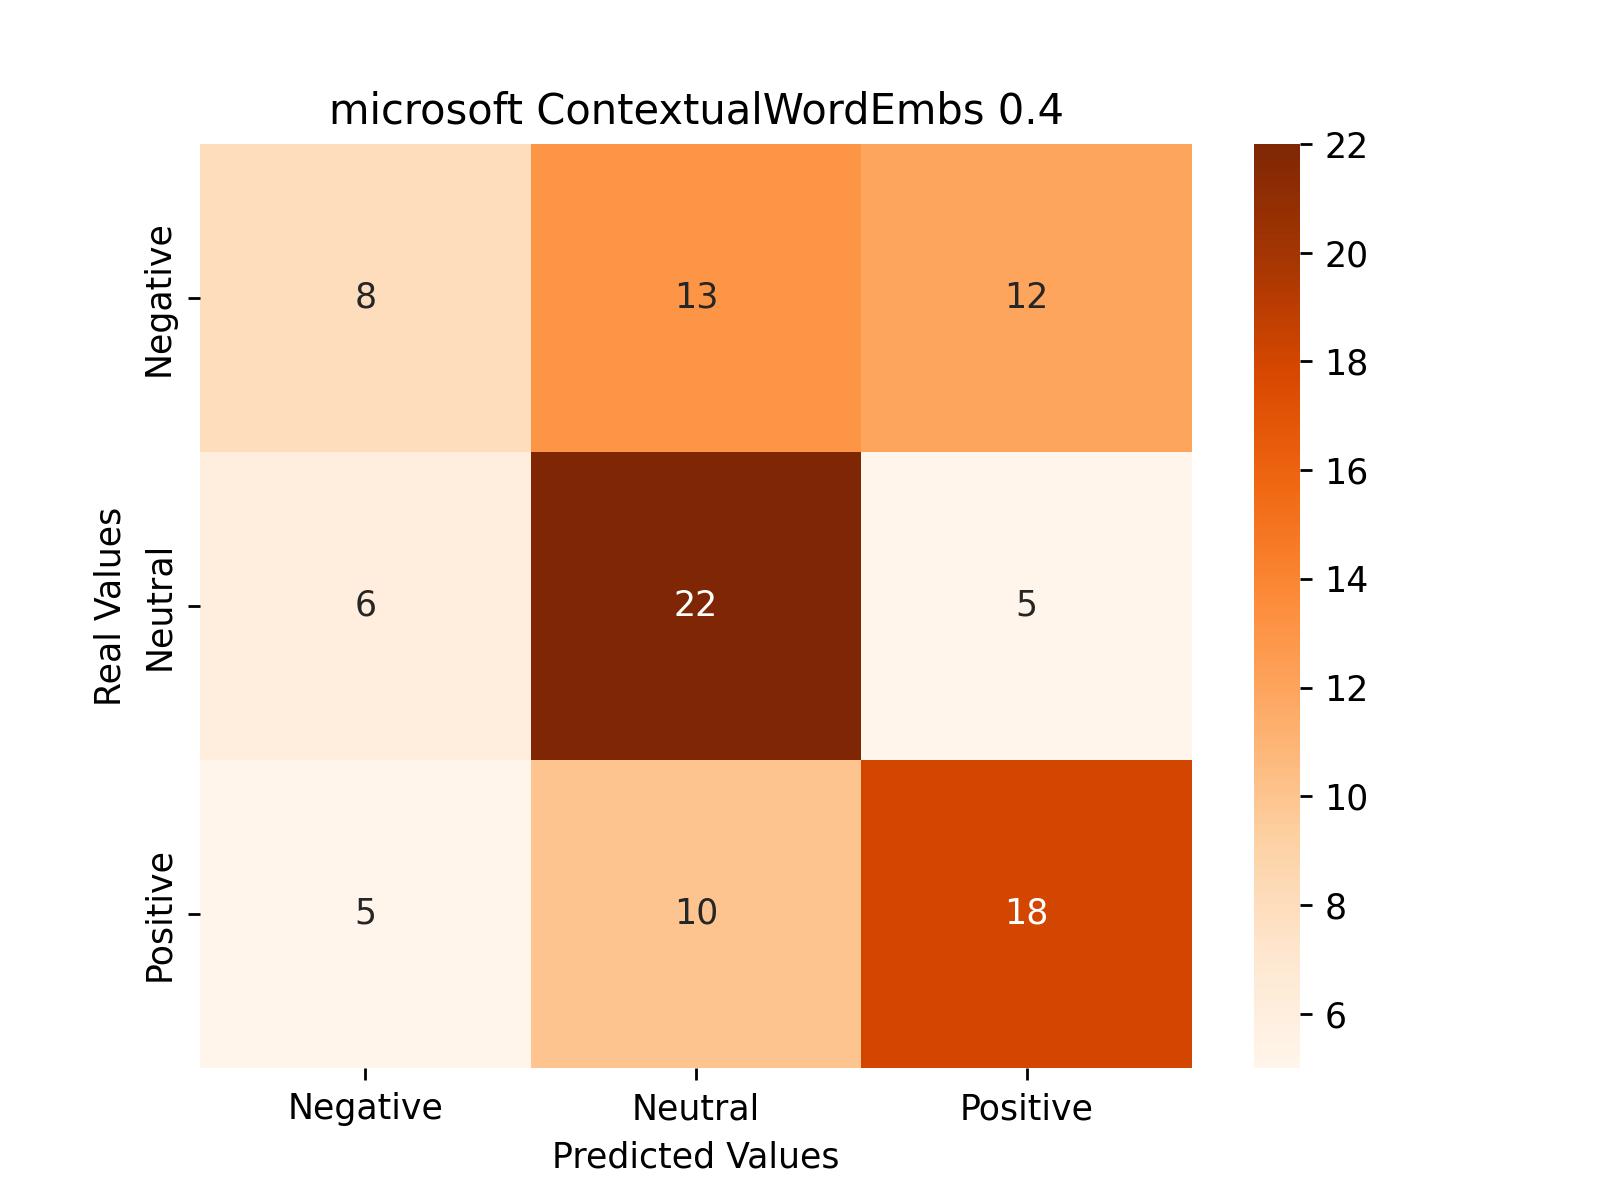 microsoft ContextualWordEmbs 0.4
Real Values
Negative
8 13 12
Neutral
6 22 5
Positive
5 10 18
Negative Neutral Positive
Predicted Values
22
20
18
16
14
12
10
8
6